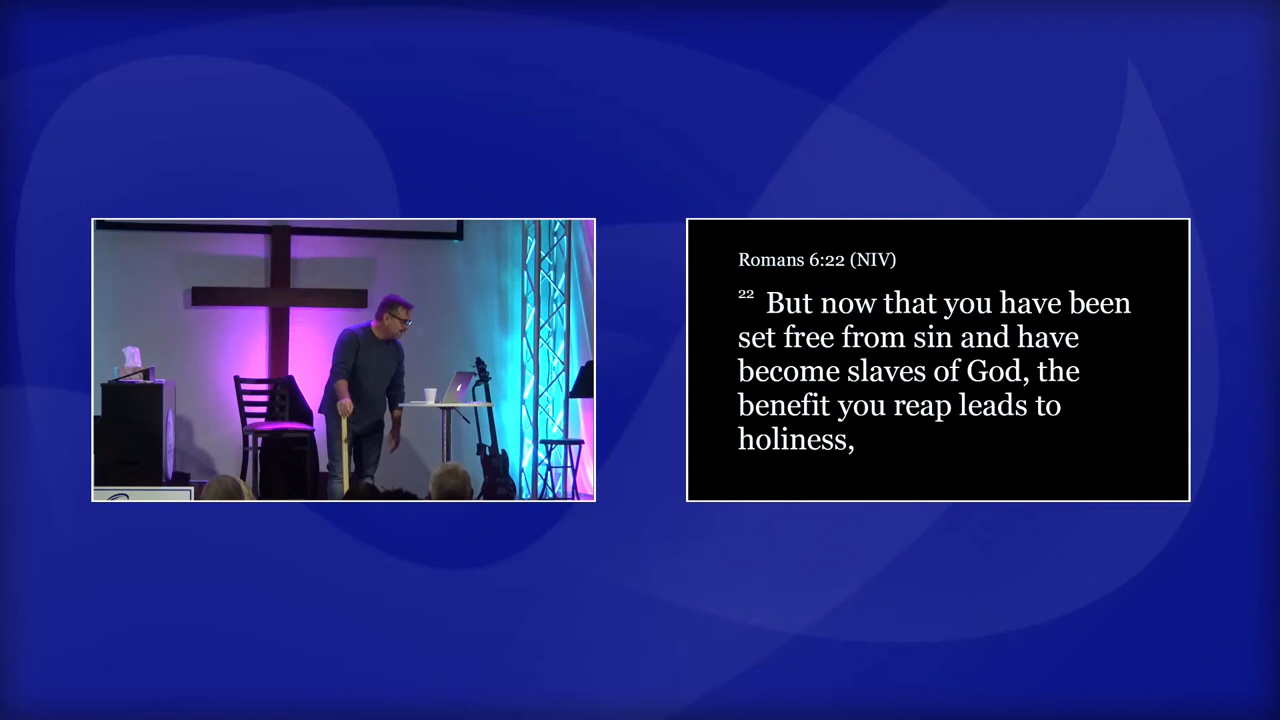 Romans 6:22 (NIV)
22 But now that you have been
set free from sin and have
become slaves of God, the
benefit you reap leads to
holiness,